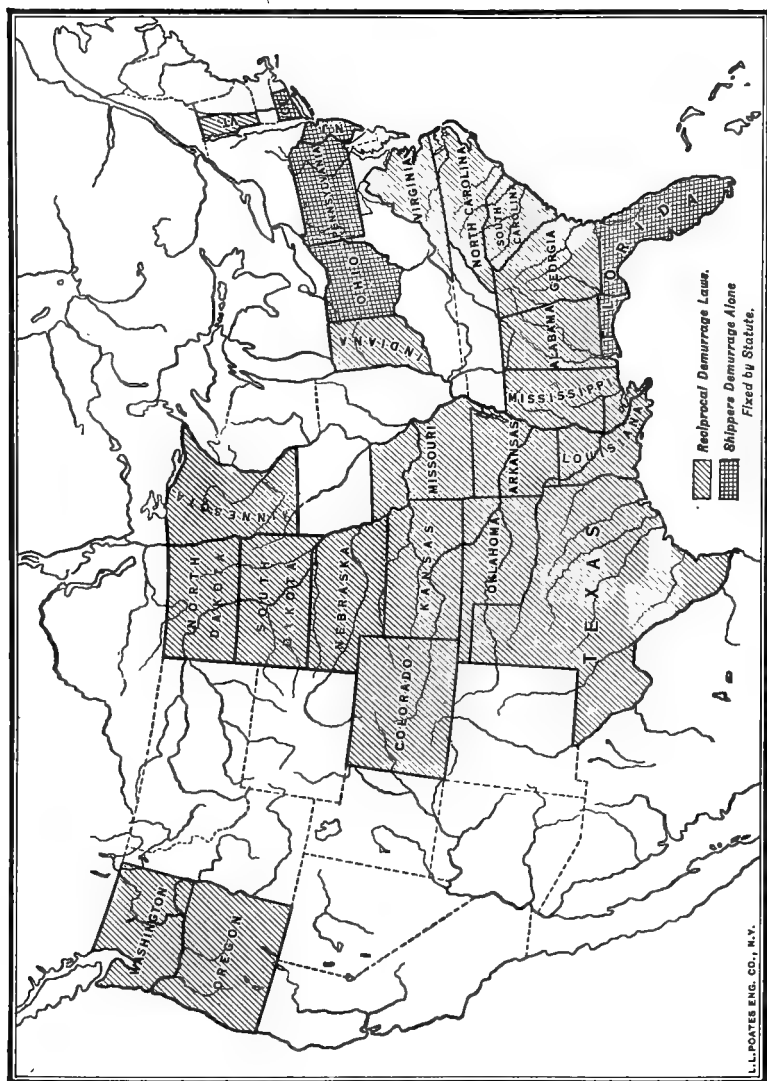 WASHINGTON
OREGON
NORTH
DAKOTA
SOUTH
DAKOTA
NEBRASKA
KANSAS
COLORADO
OKLAHOMA
TEXAS
MINNESOTA
MISSOURI
ARKANSAS
LOUISIANA
MISSISSIPPI
ALABAMA
GEORGIA
FLORIDA
SOUTH
CAROLINA
NORTH CAROLINA
VIRGINIA
INDIANA
OHIO
PENNSYLVANIA
VT.
Reciprocal Demurrage Laws.
Shippers Demurrage Alone
Fixed by Statute.
L.L.POATES ENG. CO., N.Y.